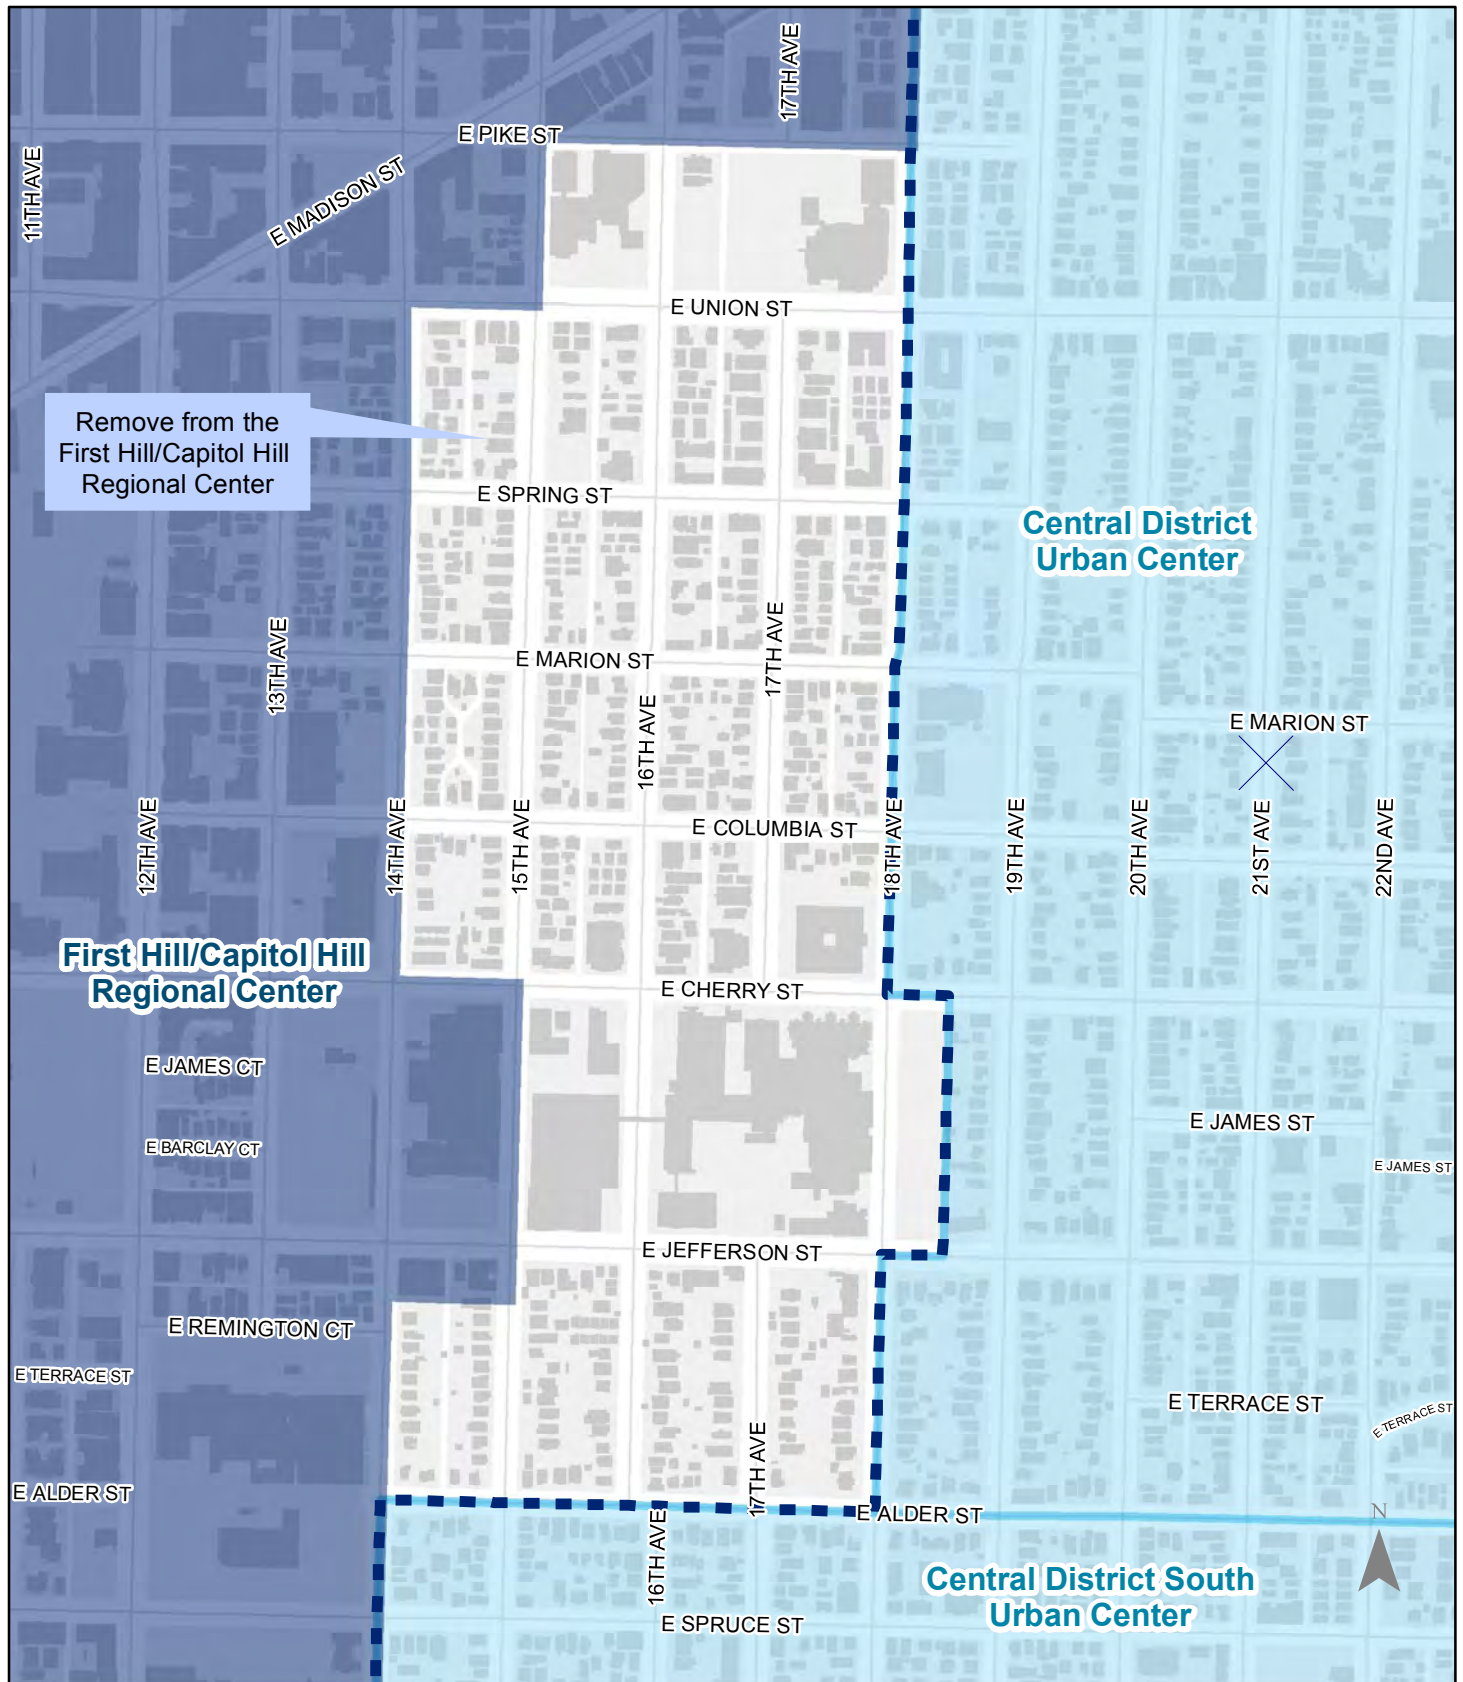 17TH AVE
E PIKE ST
11TH AVE
E MADISON ST
E UNION ST
Remove from the
First Hill/Capitol Hill
Regional Center
E SPRING ST
Central District
Urban Center
13TH AVE
17TH AVE
E MARION ST
16TH AVE
E MARION ST
12TH AVE
14TH AVE
15TH AVE
E COLUMBIA ST
18TH AVE
19TH AVE
20TH AVE
21ST AVE
22ND AVE
First Hill/Capitol Hill
Regional Center
E CHERRY ST
E JAMES CT
E JAMES ST
E BARCLAY CT
E JAMES ST
E JEFFERSON ST
E REMINGTON CT
E TERRACE ST
E TERRACE ST
E TERRACE ST
17TH AVE
E ALDER ST
E ALDER ST
N
16TH AVE
Central District South
Urban Center
E SPRUCE ST